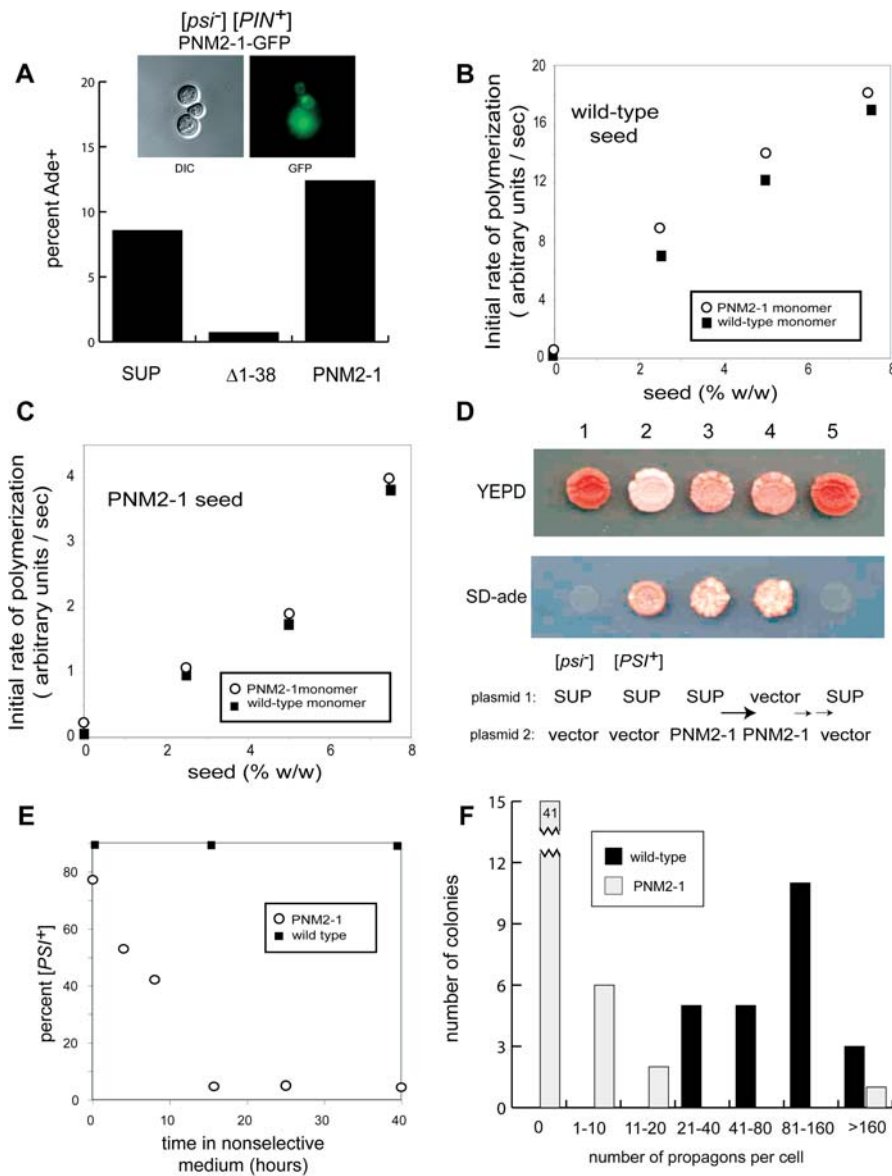 [psi-] [PIN+]
PNM2-1-GFP
A
20
15
10
5
0
percent Ade+
DIC
GFP
SUP
Δ1-38
PNM2-1
B
20
16
12
8
4
0
Initial rate of polymerization
( arbitrary units / sec)
wild-type
seed
PNM2-1 monomer
wild-type monomer
0 2 4 6 8
seed (% w/w)
C
4
3
2
1
0
Initial rate of polymerization
( arbitrary units / sec)
PNM2-1 seed
PNM2-1monomer
wild-type monomer
0 2 4 6 8
seed (% w/w)
D
1 2 3 4 5
YEPD
SD-ade
[psi-] [PSI+]
plasmid 1: SUP SUP SUP vector SUP
plasmid 2: vector vector PNM2-1 PNM2-1 vector
E
80
60
40
20
0
percent [PSI+]
PNM2-1
wild type
0 10 20 30 40
time in nonselective
medium (hours)
F
15
12
9
6
3
0
number of colonies
41
wild-type
PNM2-1
0 1-10 11-20 21-40 41-80 81-160 >160
number of propagons per cell